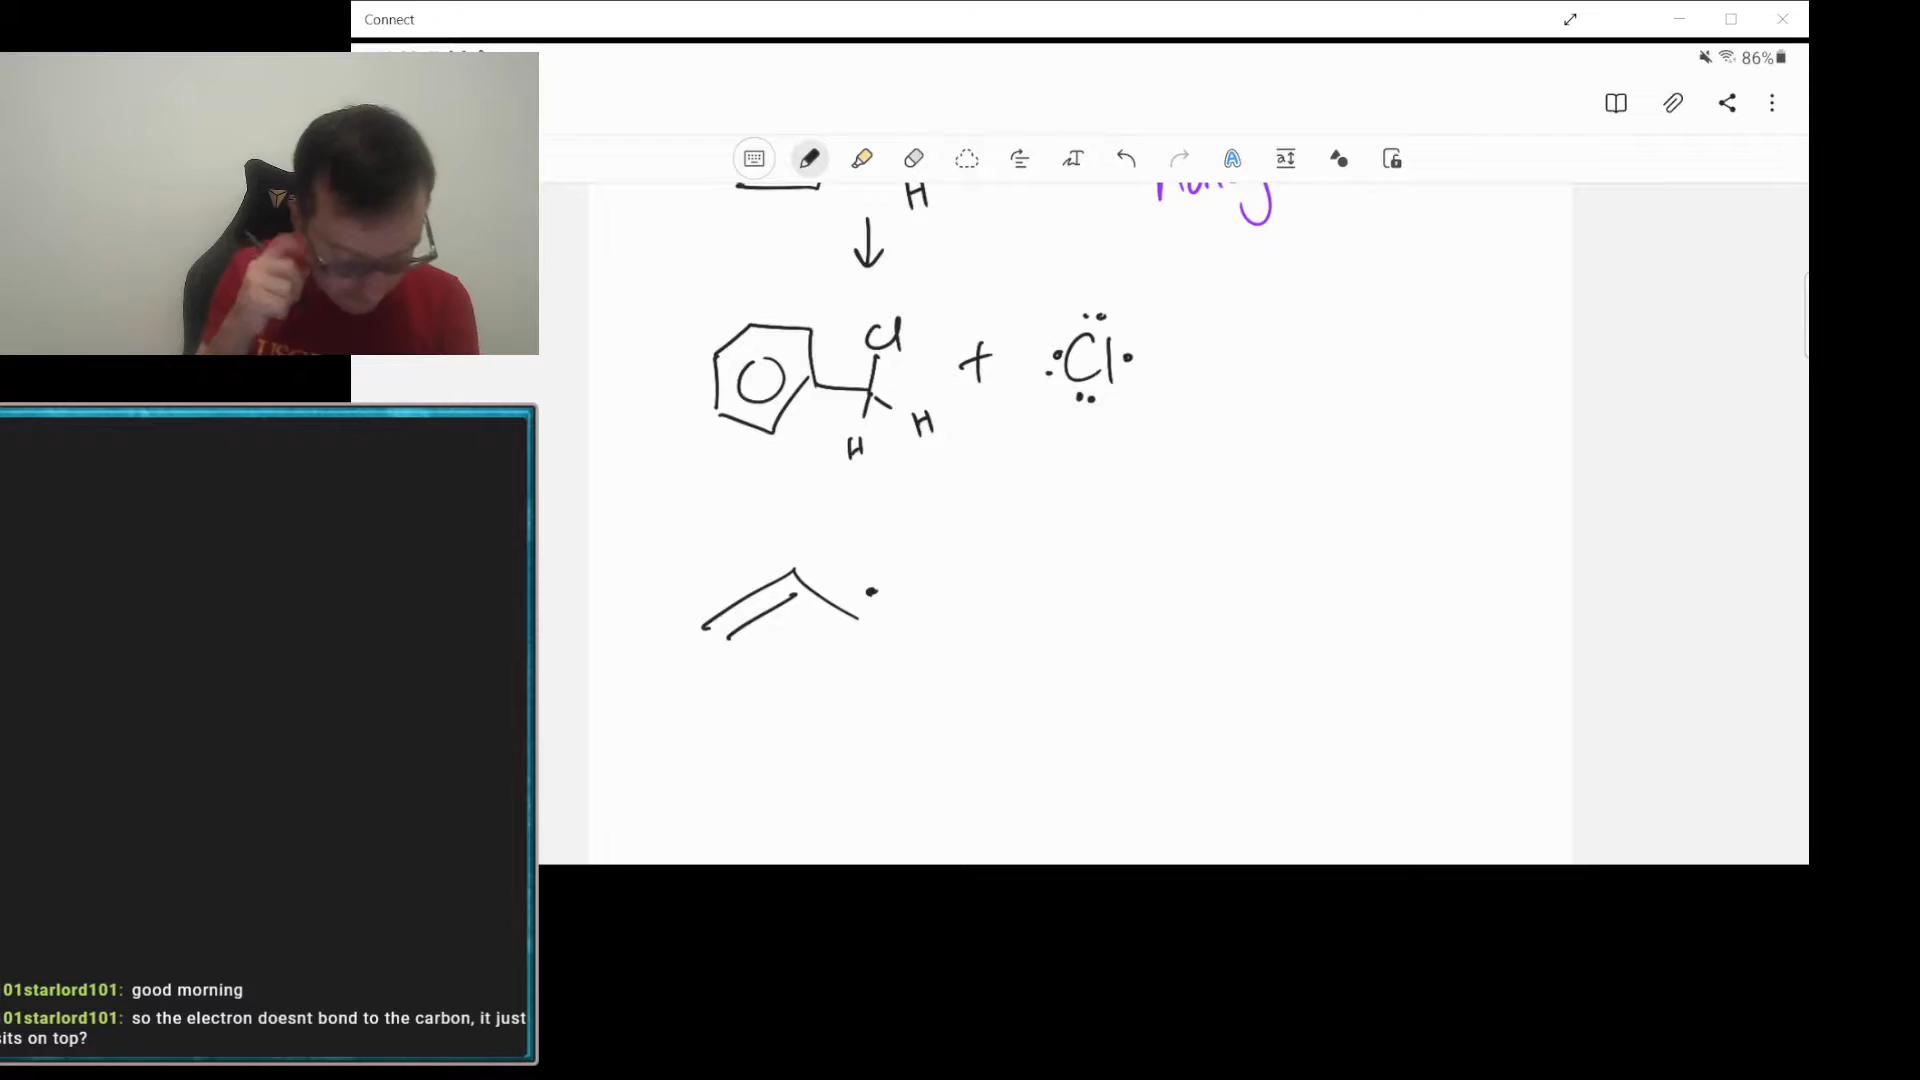 Connect
86%
H
Cl
+
Cl
H
H
01starlord101: good morning
01starlord101: so the electron doesnt bond to the carbon, it just
sits on top?